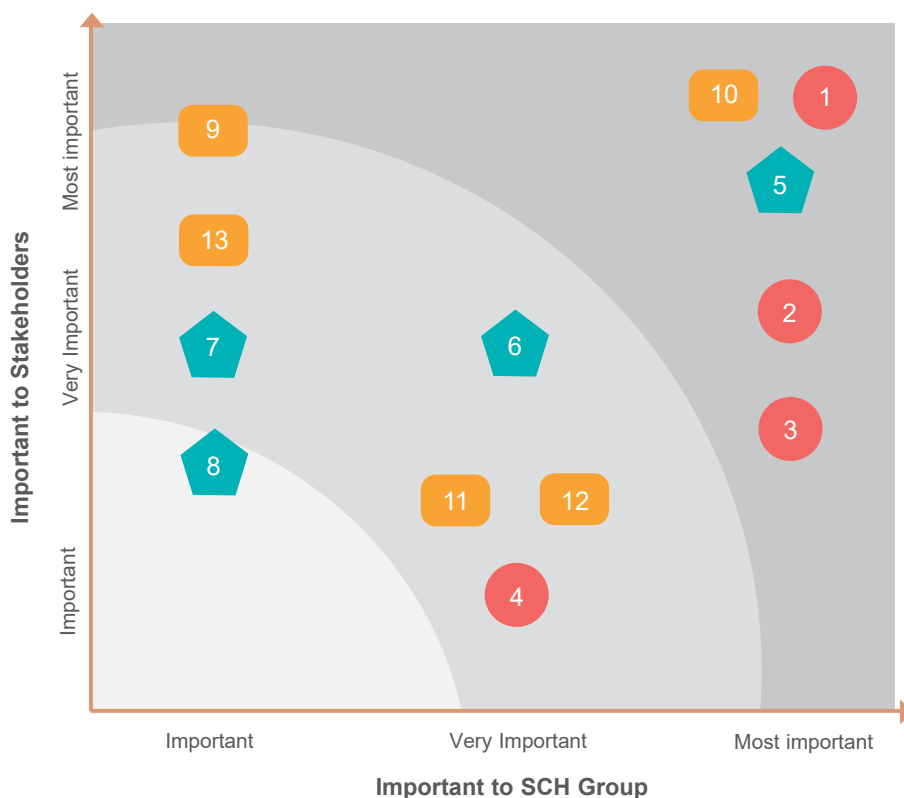 Important to Stakeholders
Most important
Very Important
Important
10
1
9
5
13
2
7
6
3
8
11
12
4
Important
Very Important
Most important
Important to SCH Group